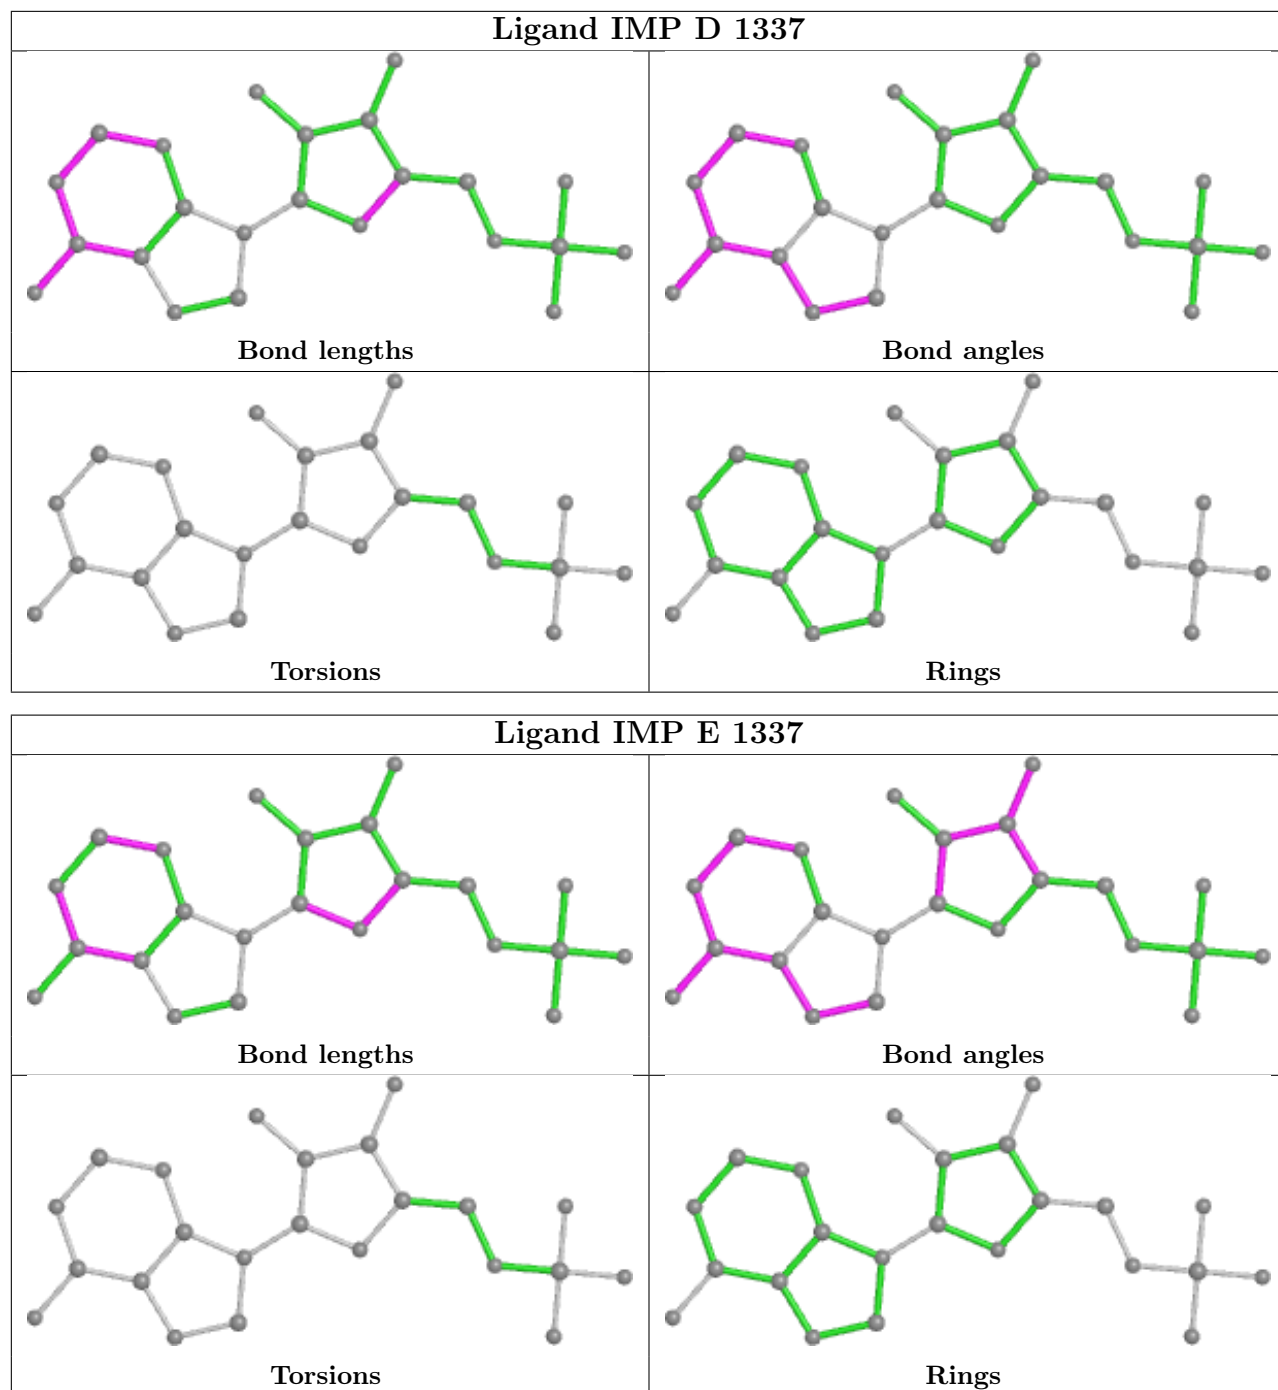 Ligand IMP D 1337
Bond lengths
Bond angles
Torsions
Rings
Ligand IMP E 1337
Bond lengths
Bond angles
Torsions
Rings